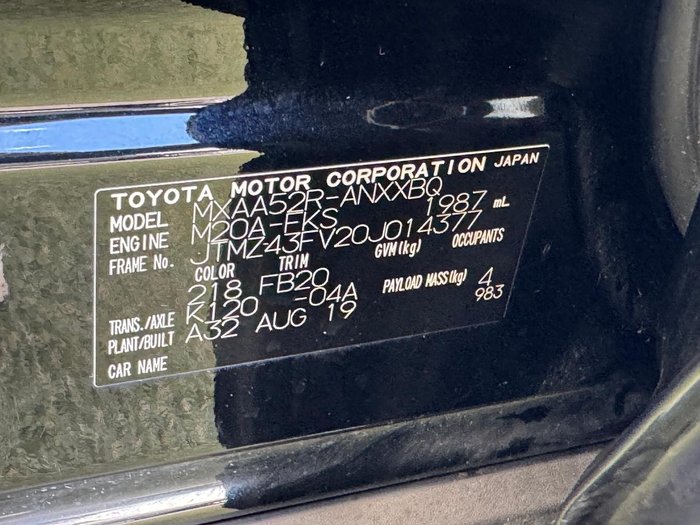 TOYOTA MOTOR CORPORATION JAPAN
MODEL MXAA52R-ANXXBQ
ENGINE M20A-FKS 1987 mL
FRAME No. JTMZ43FV20J014377
COLOR TRIM GVM(kg) OCCUPANTS
218 FB20 4
TRANS./AXLE K120 -04A PAYLOAD MASS(kg) 983
PLANT/BUILT A32 AUG 19
CAR NAME